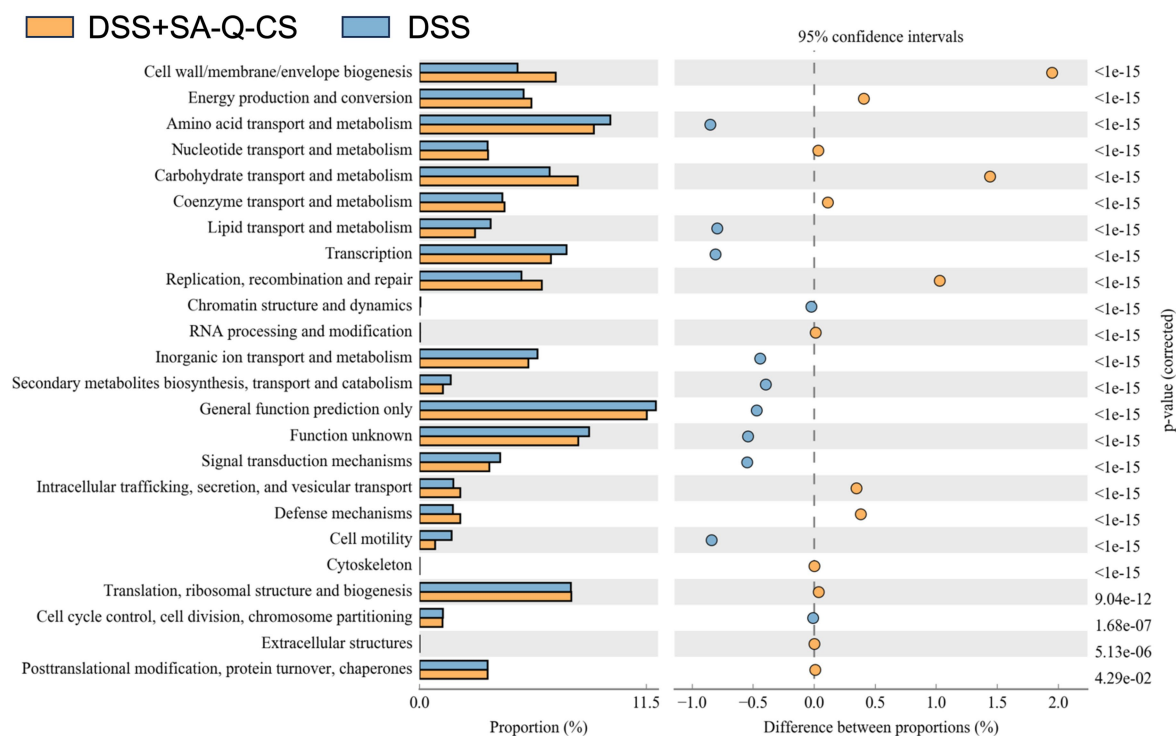 DSS+SA-Q-CS DSS
95% confidence intervals
Cell wall/membrane/envelope biogenesis <1e-15
Energy production and conversion <1e-15
Amino acid transport and metabolism <1e-15
Nucleotide transport and metabolism <1e-15
Carbohydrate transport and metabolism <1e-15
Coenzyme transport and metabolism <1e-15
Lipid transport and metabolism <1e-15
Transcription <1e-15
Replication, recombination and repair <1e-15
Chromatin structure and dynamics <1e-15
RNA processing and modification <1e-15
Inorganic ion transport and metabolism <1e-15
Secondary metabolites biosynthesis, transport and catabolism <1e-15
General function prediction only <1e-15
Function unknown <1e-15
Signal transduction mechanisms <1e-15
Intracellular trafficking, secretion, and vesicular transport <1e-15
Defense mechanisms <1e-15
Cell motility <1e-15
Cytoskeleton <1e-15
Translation, ribosomal structure and biogenesis 9.04e-12
Cell cycle control, cell division, chromosome partitioning 1.68e-07
Extracellular structures 5.13e-06
Posttranslational modification, protein turnover, chaperones 4.29e-02
p-value (corrected)
0.0 11.5 −1.0 −0.5 0.0 0.5 1.0 1.5 2.0
Proportion (%) Difference between proportions (%)